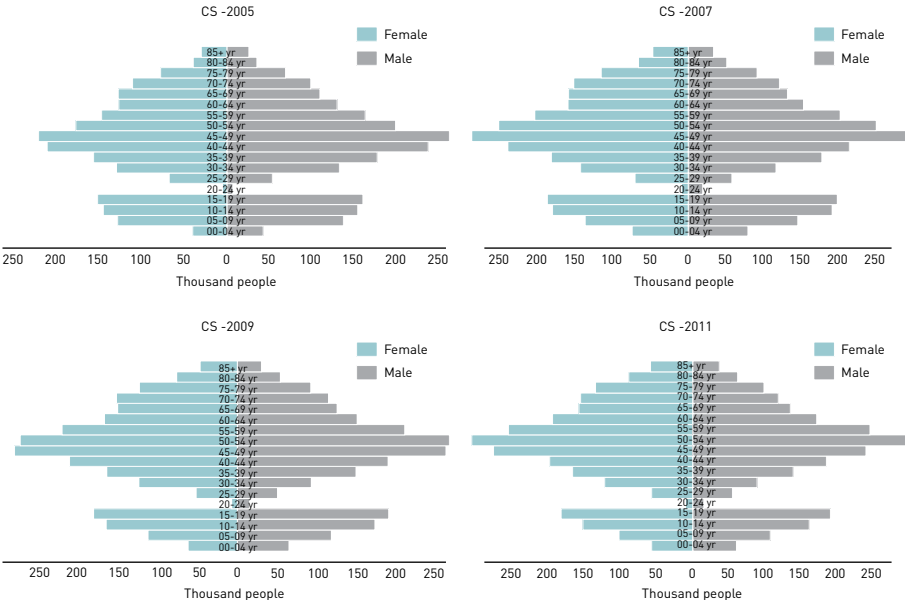 CS -2005
Female
Male
85+ yr
80-84 yr
75-79 yr
70-74 yr
65-69 yr
60-64 yr
55-59 yr
50-54 yr
45-49 yr
40-44 yr
35-39 yr
30-34 yr
25-29 yr
20-24 yr
15-19 yr
10-14 yr
05-09 yr
00-04 yr
250 200 150 100 50 0 50 100 150 200 250
Thousand people
CS -2007
Female
Male
85+ yr
80-84 yr
75-79 yr
70-74 yr
65-69 yr
60-64 yr
55-59 yr
50-54 yr
45-49 yr
40-44 yr
35-39 yr
30-34 yr
25-29 yr
20-24 yr
15-19 yr
10-14 yr
05-09 yr
00-04 yr
250 200 150 100 50 0 50 100 150 200 250
Thousand people
CS -2009
Female
Male
85+ yr
80-84 yr
75-79 yr
70-74 yr
65-69 yr
60-64 yr
55-59 yr
50-54 yr
45-49 yr
40-44 yr
35-39 yr
30-34 yr
25-29 yr
20-24 yr
15-19 yr
10-14 yr
05-09 yr
00-04 yr
250 200 150 100 50 0 50 100 150 200 250
Thousand people
CS -2011
Female
Male
85+ yr
80-84 yr
75-79 yr
70-74 yr
65-69 yr
60-64 yr
55-59 yr
50-54 yr
45-49 yr
40-44 yr
35-39 yr
30-34 yr
25-29 yr
20-24 yr
15-19 yr
10-14 yr
05-09 yr
00-04 yr
250 200 150 100 50 0 50 100 150 200 250
Thousand people